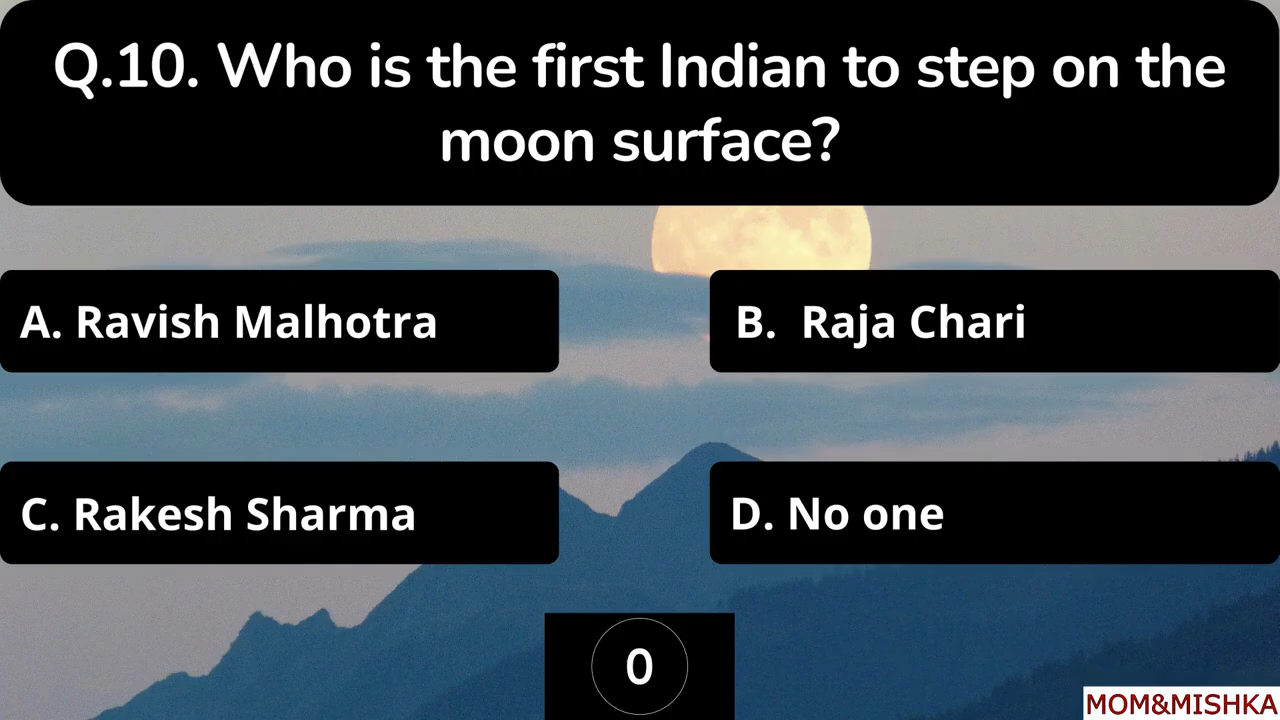 Q.10. Who is the first Indian to step on the
moon surface?
A. Ravish Malhotra
B. Raja Chari
C. Rakesh Sharma
D. No one
0
MOM&MISHKA